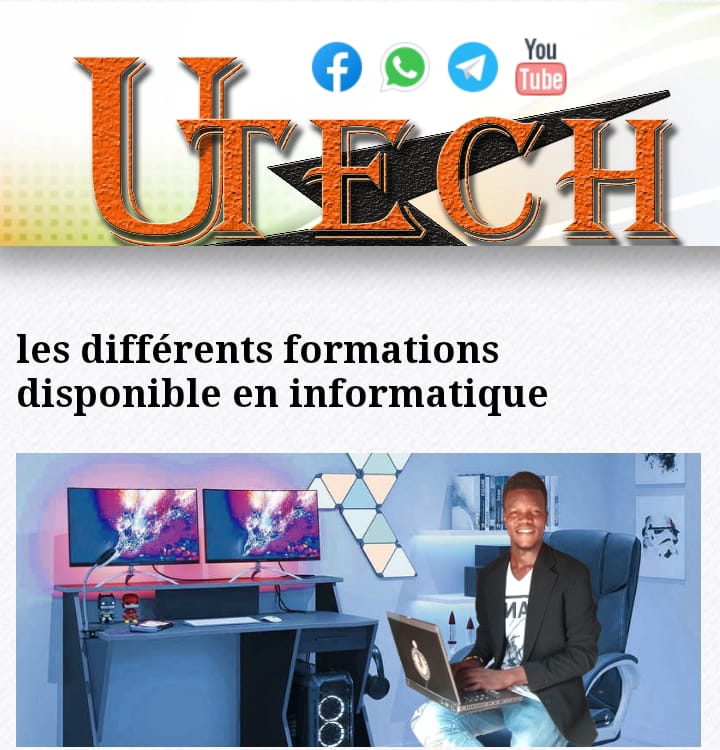 You
Tube
UTECH
les différents formations
disponible en informatique